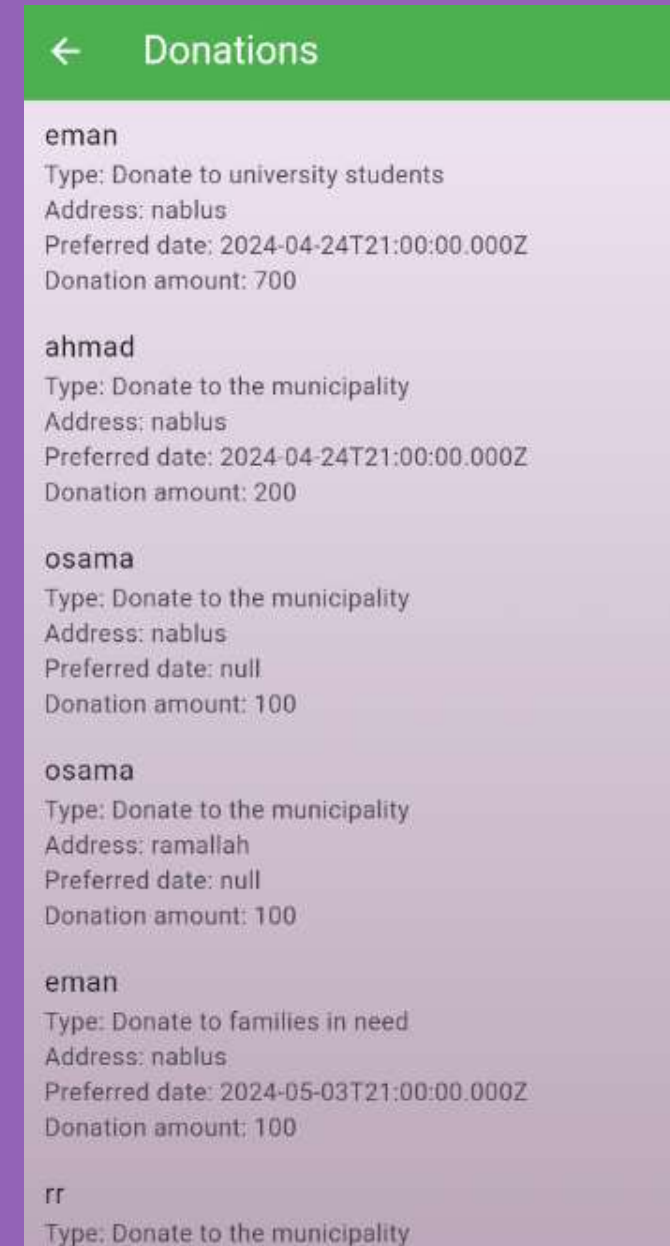 Donations
eman
Type: Donate to university students
Address: nablus
Preferred date: 2024-04-24T21:00:00.000Z
Donation amount: 700
ahmad
Type: Donate to the municipality
Address: nablus
Preferred date: 2024-04-24T21:00:00.000Z
Donation amount: 200
osama
Type: Donate to the municipality
Address: nablus
Preferred date: null
Donation amount: 100
osama
Type: Donate to the municipality
Address: ramallah
Preferred date: null
Donation amount: 100
eman
Type: Donate to families in need
Address: nablus
Preferred date: 2024-05-03T21:00:00.000Z
Donation amount: 100
rr
Type: Donate to the municipality